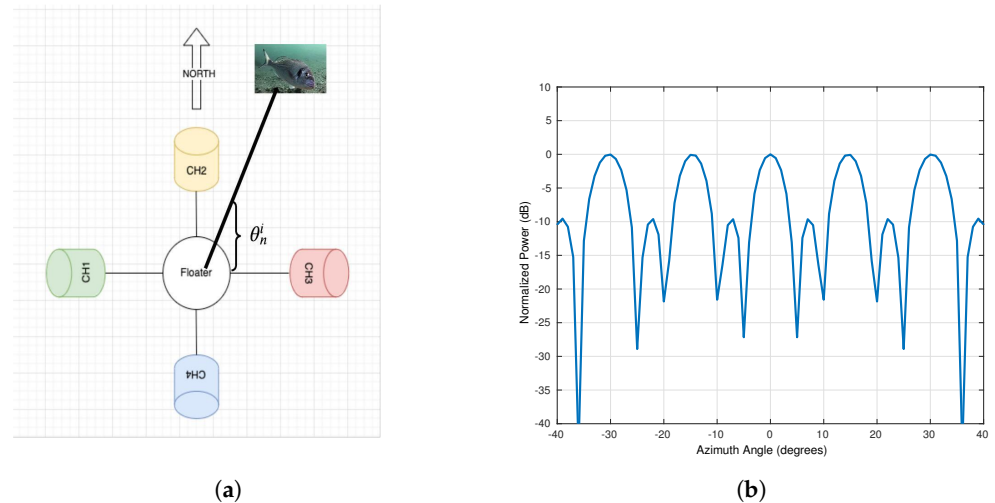 NORTH
CH2
θₙⁱ
CH1
Floater
CH3
CH4
10
5
0
-5
-10
-15
-20
-25
-30
-35
-40
Normalized Power (dB)
-40 -30 -20 -10 0 10 20 30 40
Azimuth Angle (degrees)
(a) (b)